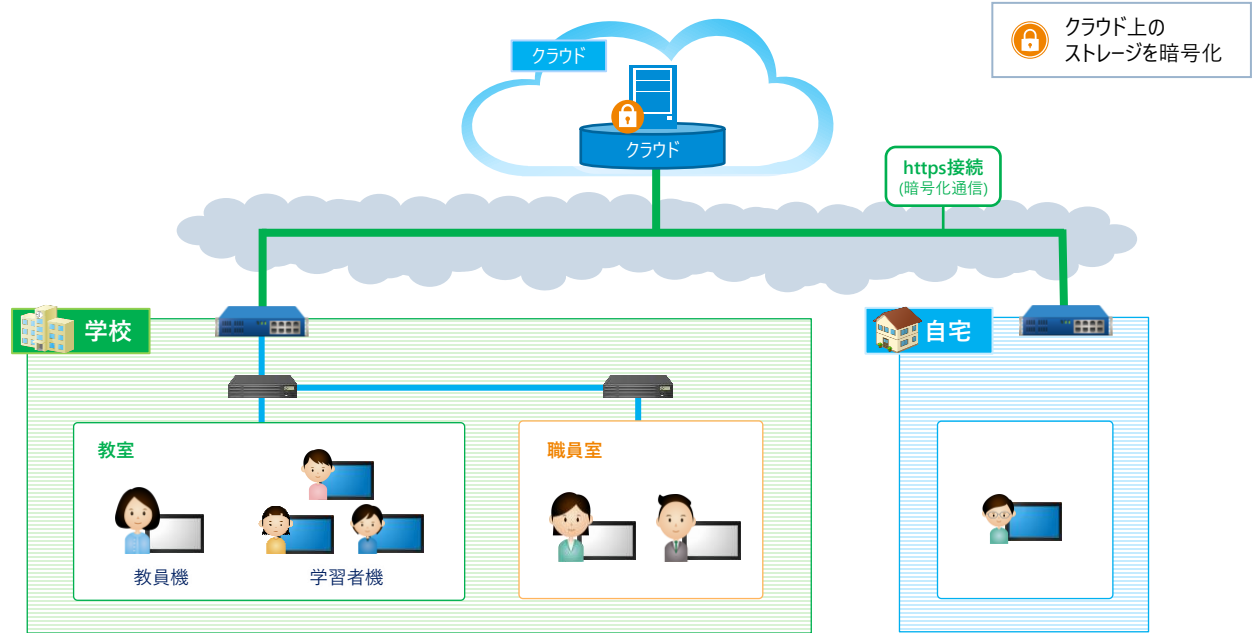 クラウド上の
ストレージを暗号化
クラウド
クラウド
https接続
(暗号化通信)
学校
自宅
教室
職員室
教員機
学習者機